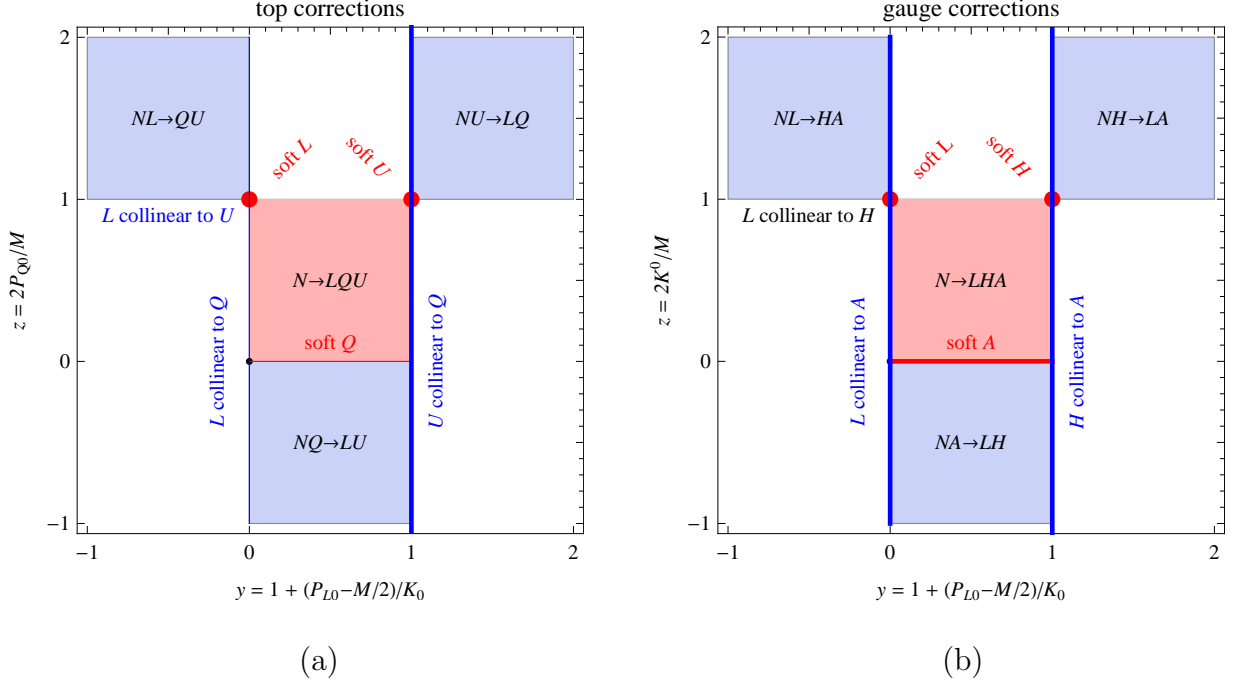 top corrections
2
1
0
−1
z = 2P_{Q0}/M
NL→QU
NU→LQ
soft L
soft U
L collinear to U
N→LQU
L collinear to Q
U collinear to Q
soft Q
NQ→LU
−1
0
1
2
y = 1 + (P_{L0}−M/2)/K_0
(a)
gauge corrections
2
1
0
−1
z = 2K^0/M
NL→HA
NH→LA
soft L
soft H
L collinear to H
N→LHA
L collinear to A
H collinear to A
soft A
NA→LH
−1
0
1
2
y = 1 + (P_{L0}−M/2)/K_0
(b)